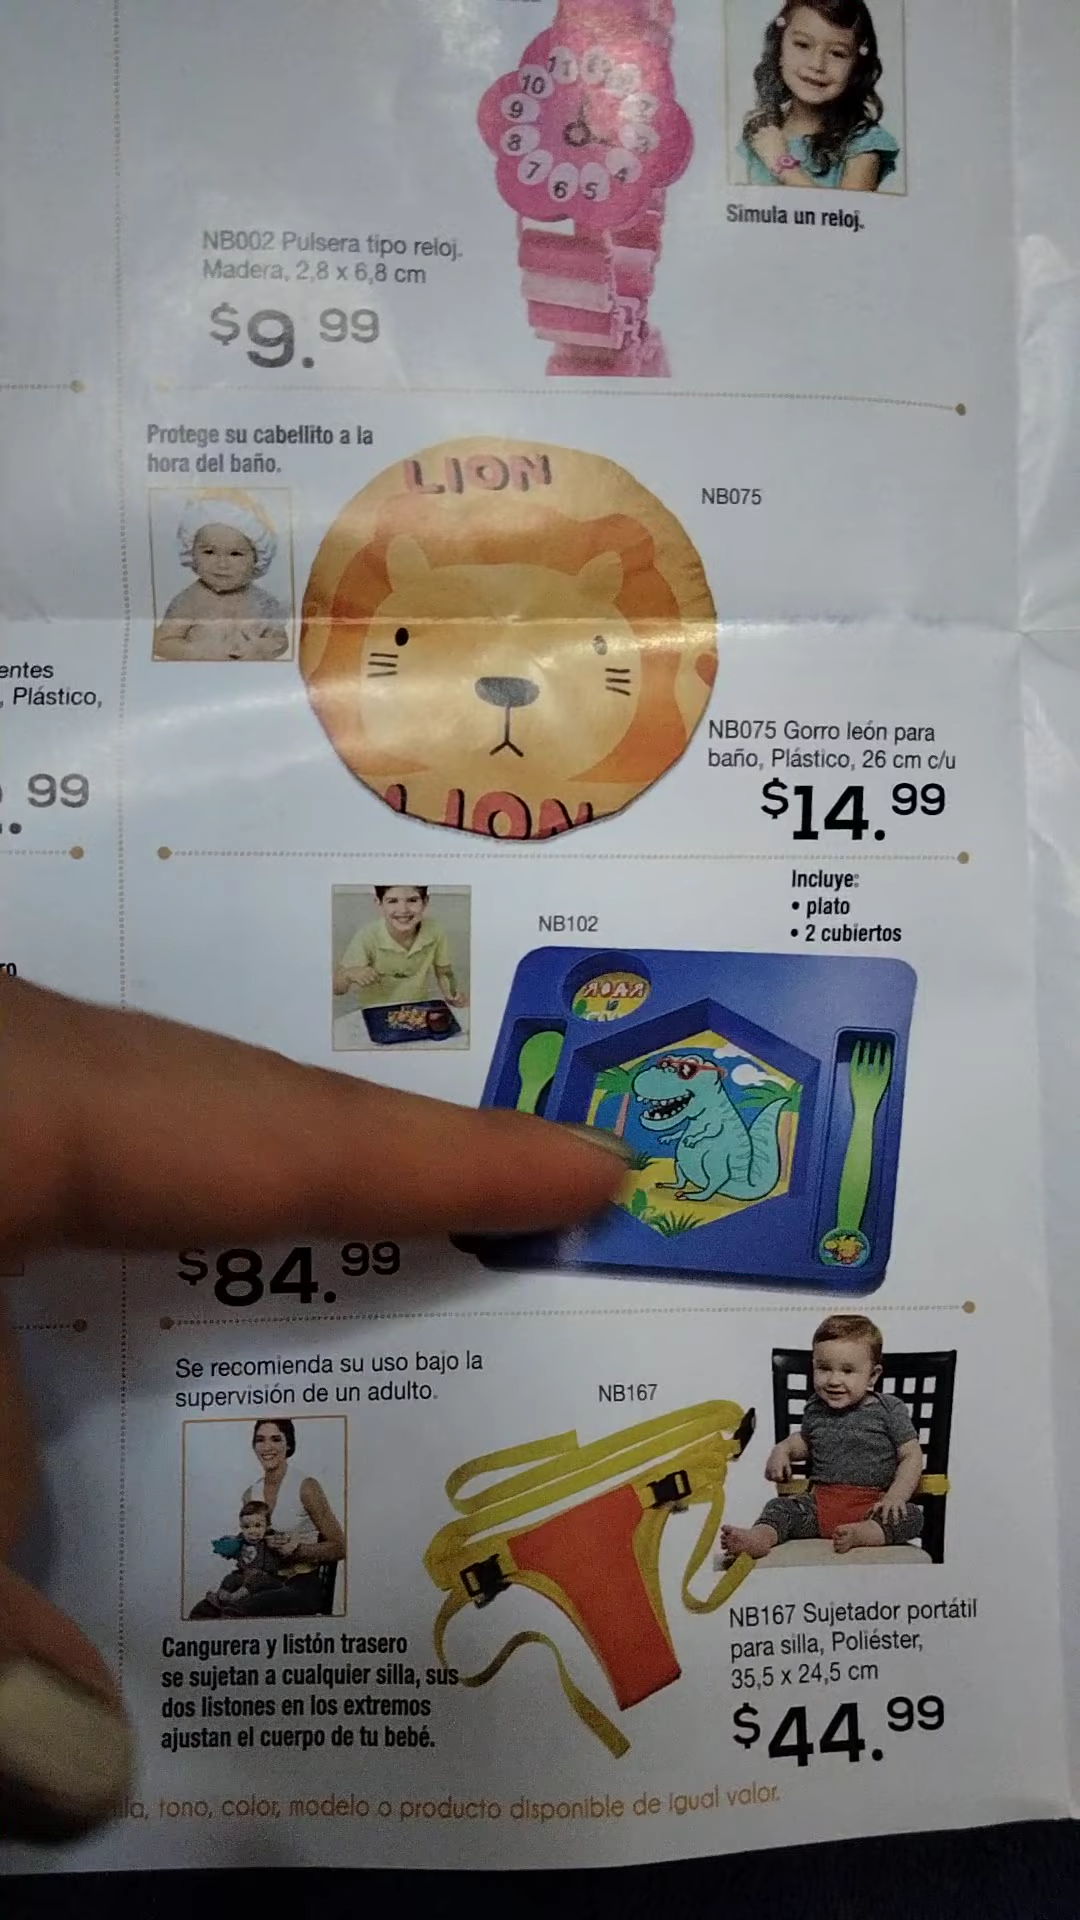 11
10
9
8
7
6
5
4
3
Simula un reloj.
NB002 Pulsera tipo reloj.
Madera, 2,8 x 6,8 cm
$9.99
Protege su cabellito a la
hora del baño.
LION
NB075
LION
NB075 Gorro león para
baño, Plástico, 26 cm c/u
$14.99
entes
, Plástico,
99
Incluye:
• plato
• 2 cubiertos
NB102
ROAR
$84.99
Se recomienda su uso bajo la
supervisión de un adulto.
NB167
Cangurera y listón trasero
se sujetan a cualquier silla, sus
dos listones en los extremos
ajustan el cuerpo de tu bebé.
NB167 Sujetador portátil
para silla, Poliéster,
35,5 x 24,5 cm
$44.99
la, tono, color, modelo o producto disponible de igual valor.